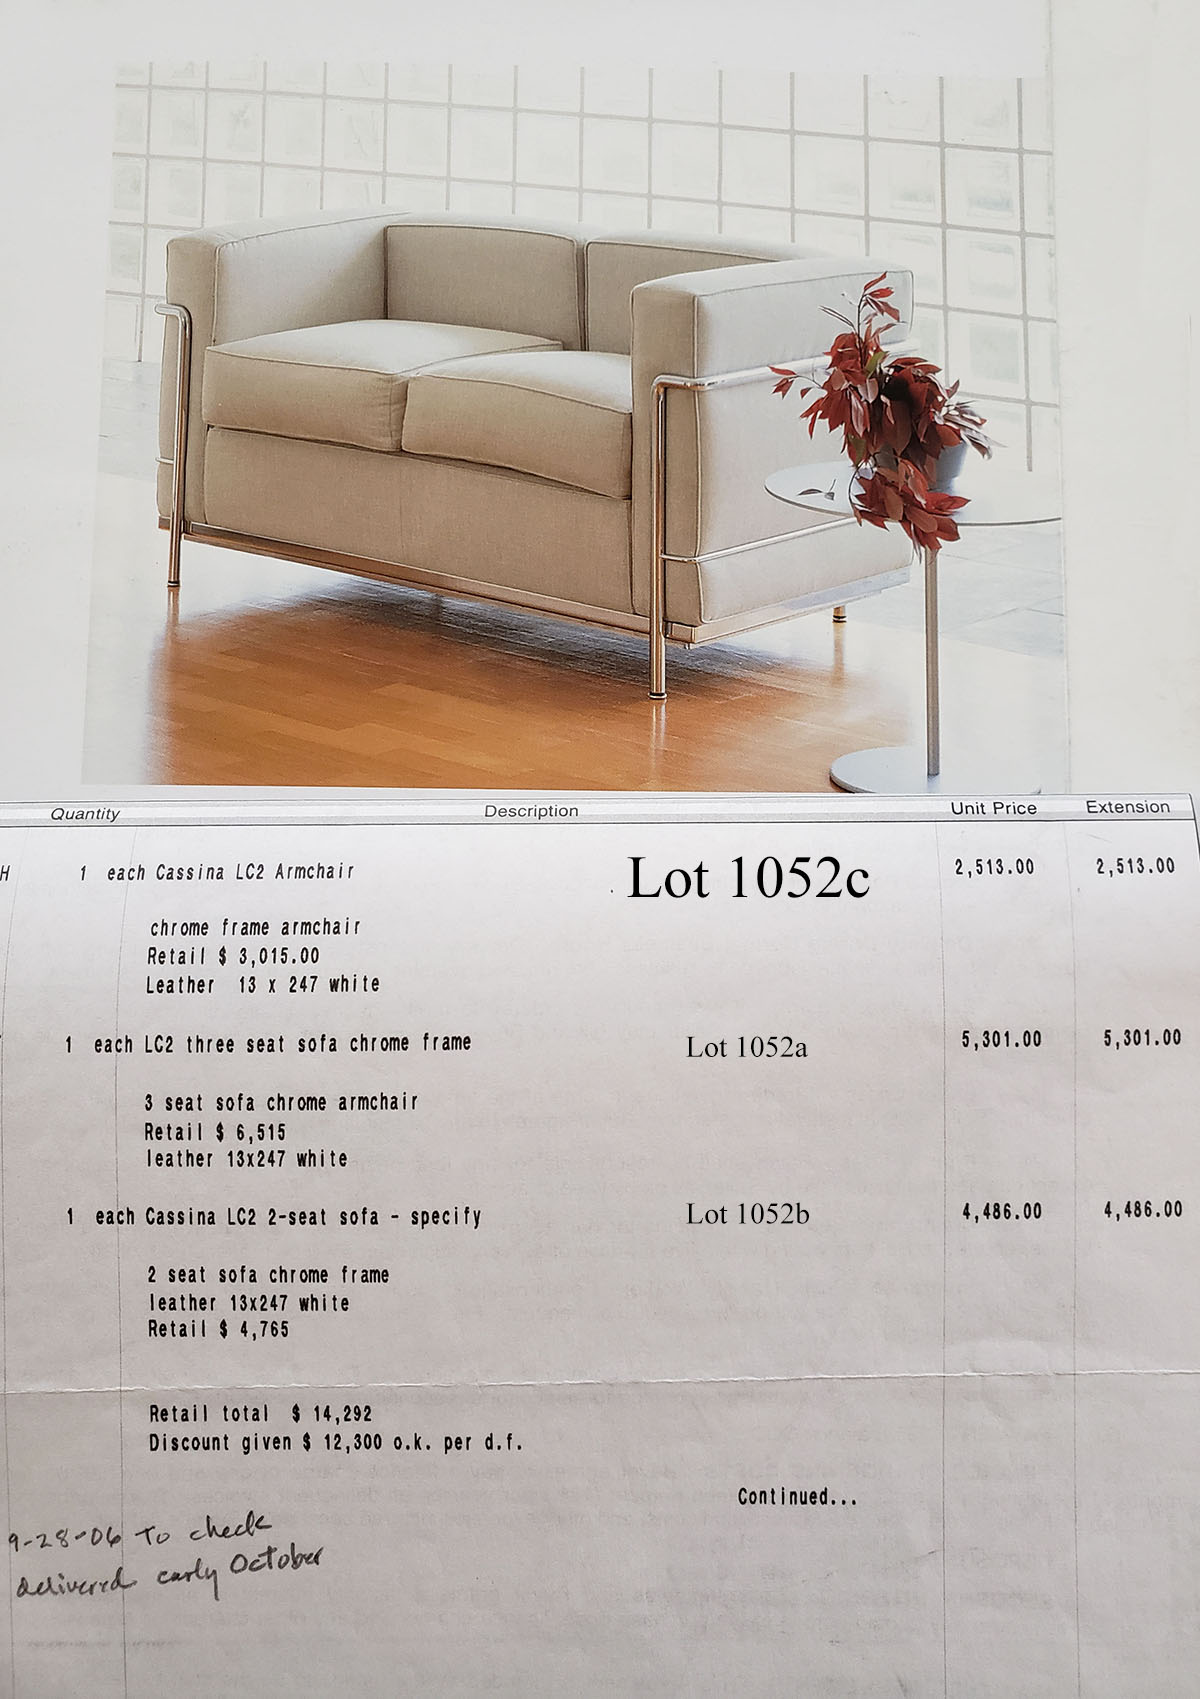 Quantity Description Unit Price Extension
H 1 each Cassina LC2 Armchair Lot 1052c 2,513.00 2,513.00
chrome frame armchair
Retail $ 3,015.00
Leather 13 x 247 white
1 each LC2 three seat sofa chrome frame Lot 1052a 5,301.00 5,301.00
3 seat sofa chrome armchair
Retail $ 6,515
leather 13x247 white
1 each Cassina LC2 2-seat sofa - specify Lot 1052b 4,486.00 4,486.00
2 seat sofa chrome frame
leather 13x247 white
Retail $ 4,765
Retail total $ 14,292
Discount given $ 12,300 o.k. per d.f.
Continued...
9-28-06 To check
delivered early October